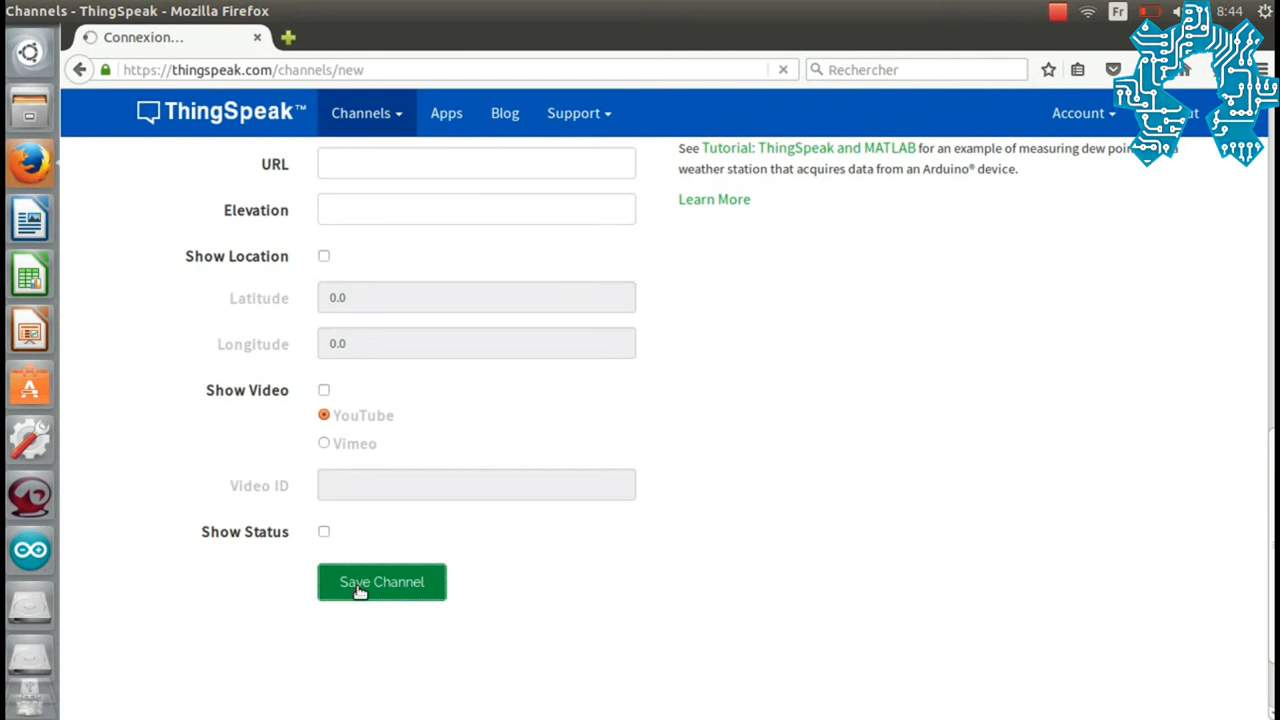 Channels - ThingSpeak - Mozilla Firefox
Fr
8:44
Connexion...
https://thingspeak.com/channels/new
Rechercher
ThingSpeak™
Channels
Apps
Blog
Support
Account
URL
See Tutorial: ThingSpeak and MATLAB for an example of measuring dew
weather station that acquires data from an Arduino® device.
Learn More
Elevation
Show Location
Latitude
0.0
Longitude
0.0
Show Video
YouTube
Vimeo
Video ID
Show Status
Save Channel